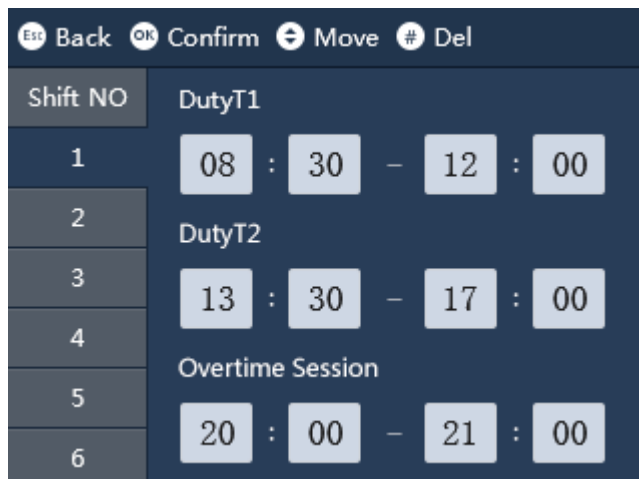 Esc Back OK Confirm Move # Del
Shift NO
1
2
3
4
5
6
DutyT1
08 : 30 – 12 : 00
DutyT2
13 : 30 – 17 : 00
Overtime Session
20 : 00 – 21 : 00